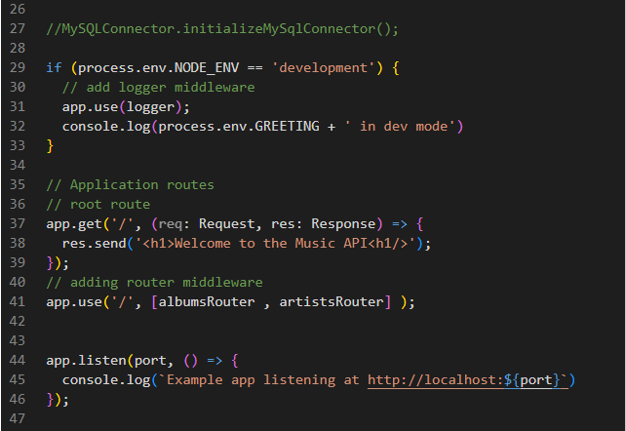 26
27 //MySQLConnector.initializeMySqlConnector();
28
29 if (process.env.NODE_ENV == 'development') {
30   // add logger middleware
31   app.use(logger);
32   console.log(process.env.GREETING + ' in dev mode')
33 }
34
35 // Application routes
36 // root route
37 app.get('/', (req: Request, res: Response) => {
38   res.send('<h1>Welcome to the Music API<h1/>');
39 });
40 // adding router middleware
41 app.use('/', [albumsRouter , artistsRouter] );
42
43
44 app.listen(port, () => {
45   console.log(`Example app listening at http://localhost:${port}`)
46 });
47